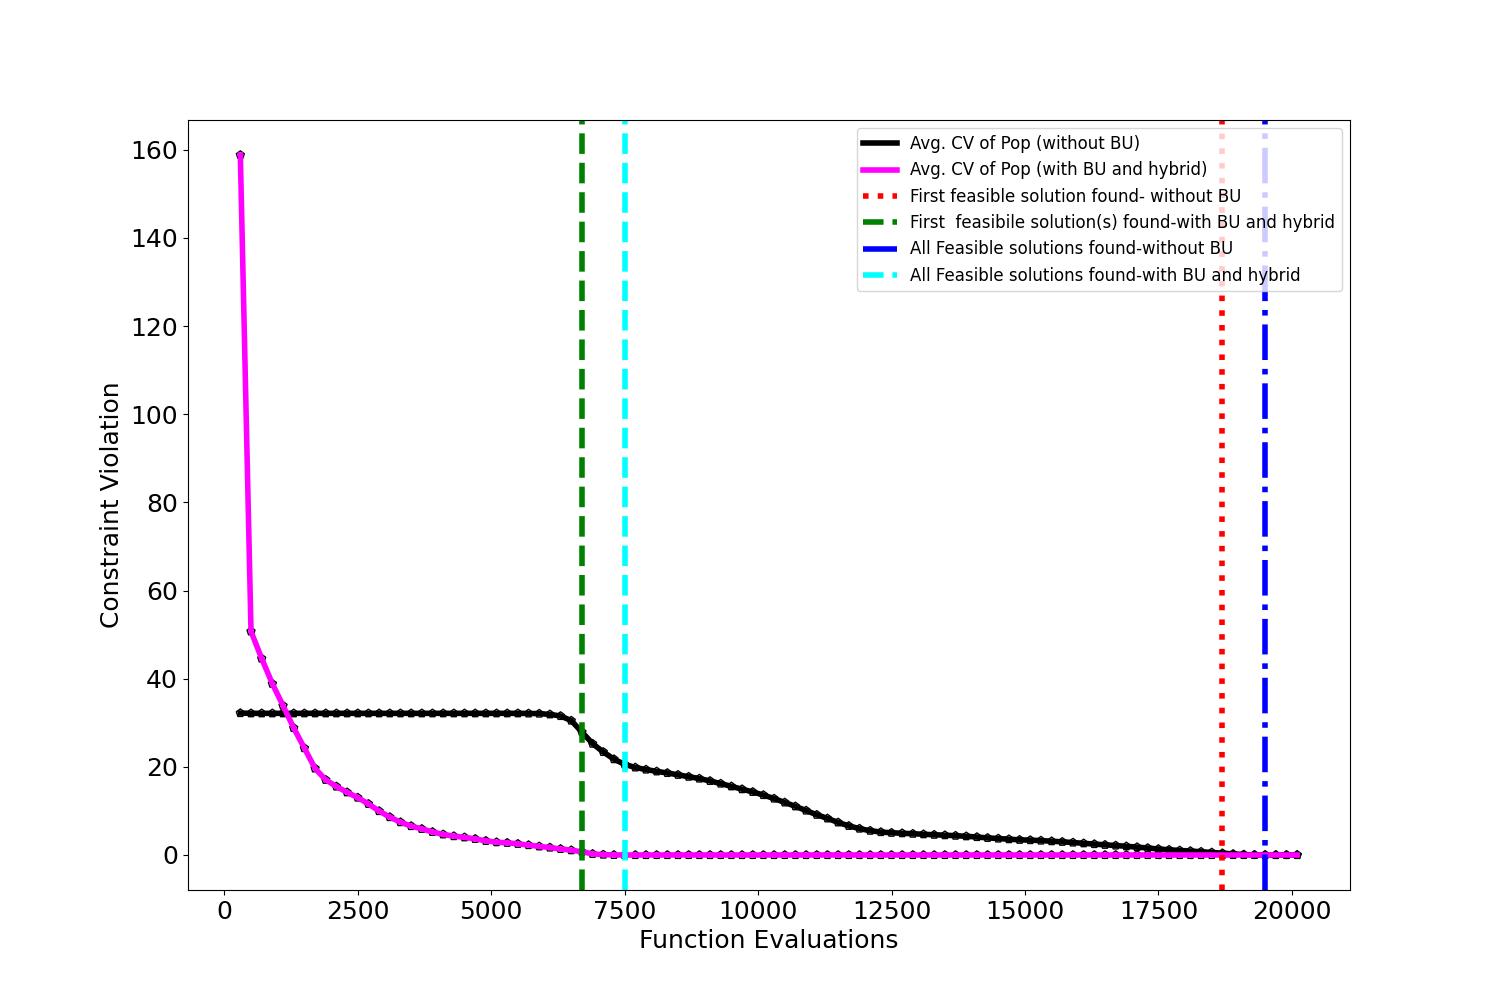 160
140
120
100
80
60
40
20
0
Constraint Violation
Avg. CV of Pop (without BU)
Avg. CV of Pop (with BU and hybrid)
First feasible solution found- without BU
First  feasibile solution(s) found-with BU and hybrid
All Feasible solutions found-without BU
All Feasible solutions found-with BU and hybrid
0 2500 5000 7500 10000 12500 15000 17500 20000
Function Evaluations